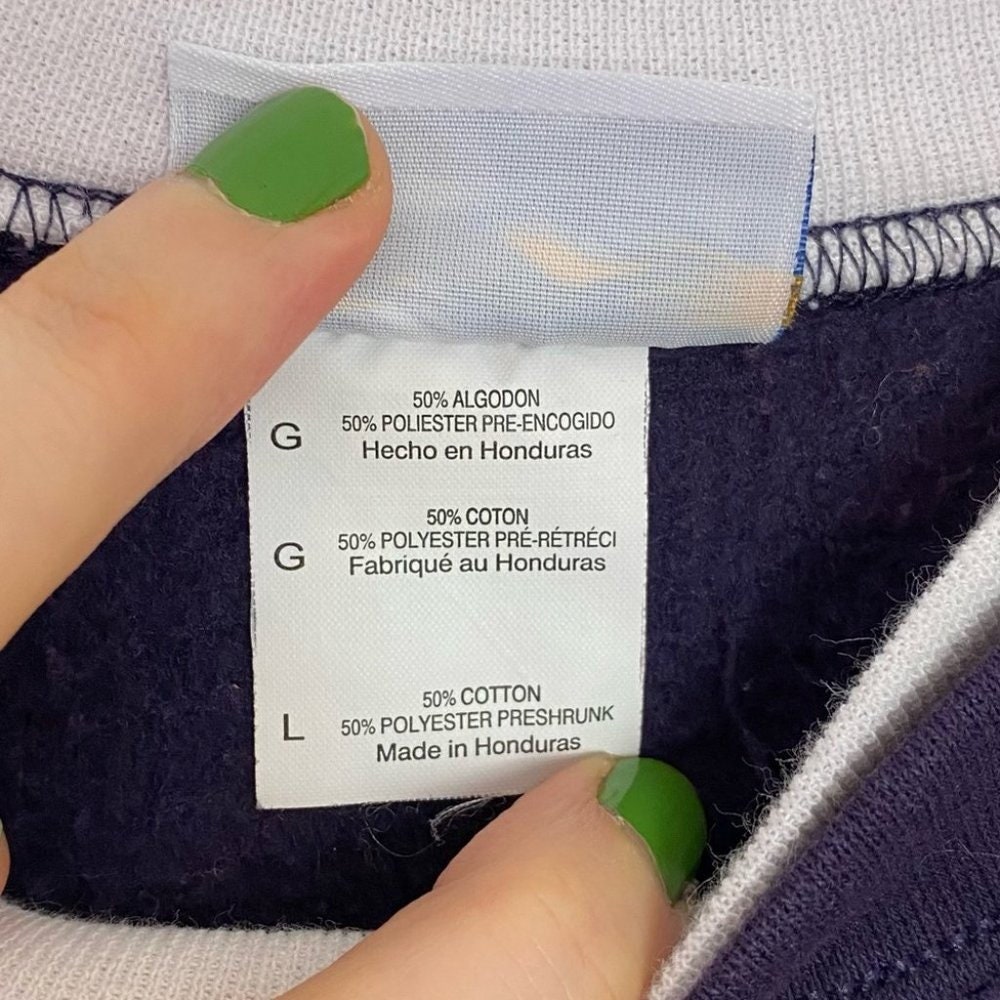 50% ALGODON
50% POLIESTER PRE-ENCOGIDO
G
Hecho en Honduras
50% COTON
50% POLYESTER PRÉ-RÉTRÉCI
G
Fabriqué au Honduras
50% COTTON
50% POLYESTER PRESHRUNK
L
Made in Honduras